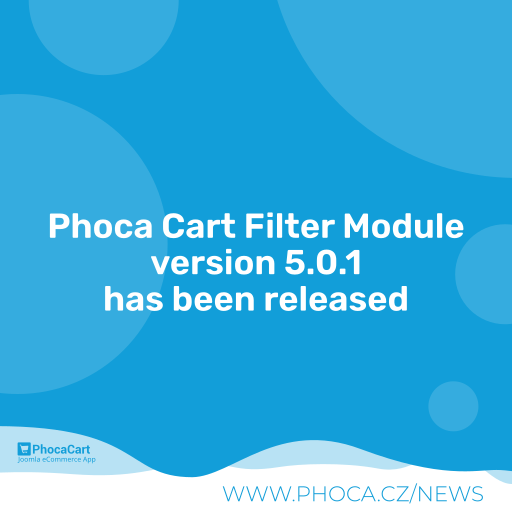 Phoca Cart Filter Module
version 5.0.1
has been released
PhocaCart
Joomla eCommerce App
WWW.PHOCA.CZ/NEWS